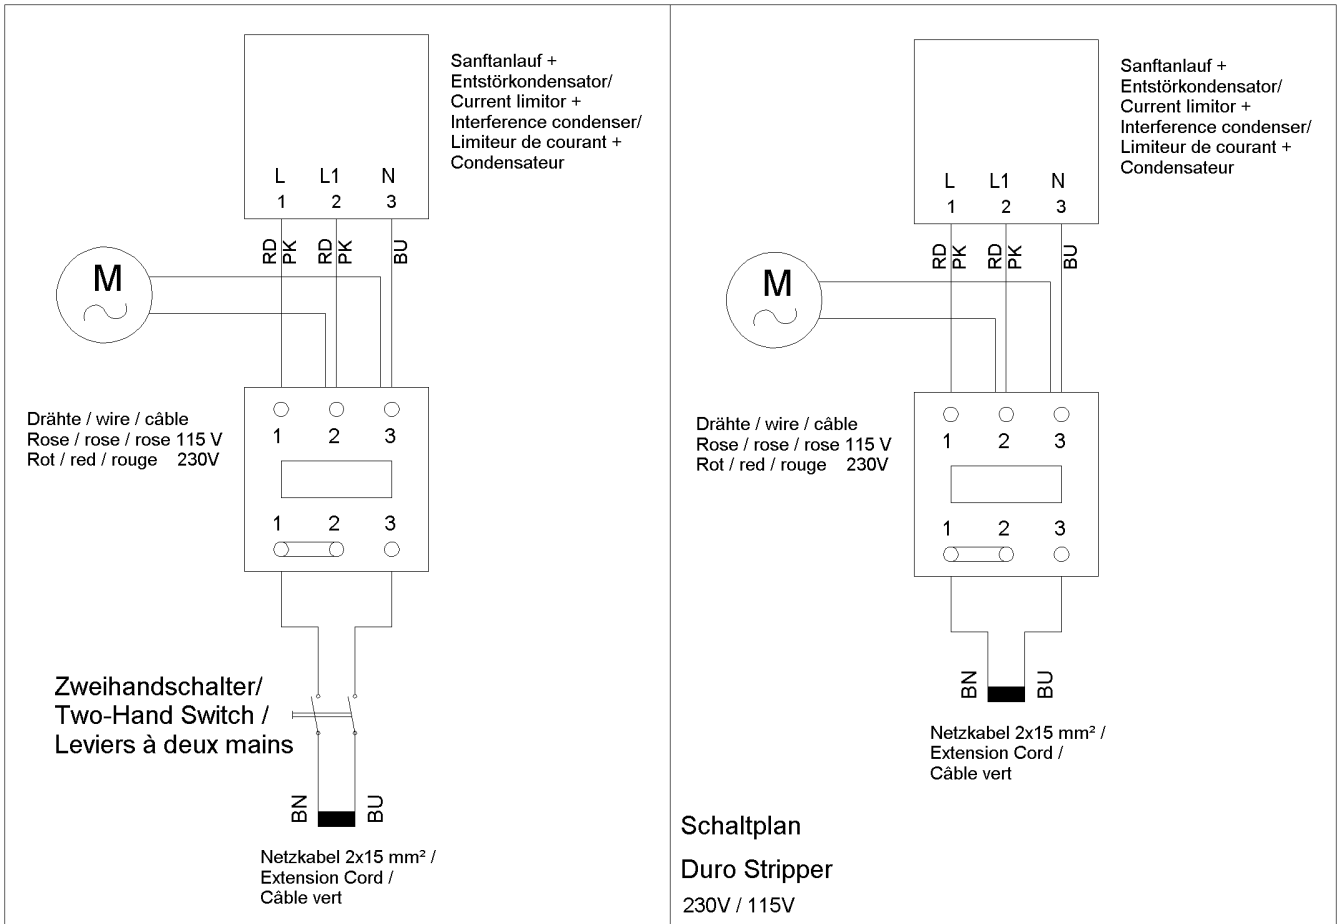 Sanftanlauf +
Entstörkondensator/
Current limitor +
Interference condenser/
Limiteur de courant +
Condensateur
L L1 N
1 2 3
RD PK RD PK BU
M
Drähte / wire / câble
Rose / rose / rose 115 V
Rot / red / rouge 230V
1 2 3
1 2 3
Zweihandschalter/
Two-Hand Switch /
Leviers à deux mains
BN BU
Netzkabel 2x15 mm² /
Extension Cord /
Câble vert
Sanftanlauf +
Entstörkondensator/
Current limitor +
Interference condenser/
Limiteur de courant +
Condensateur
L L1 N
1 2 3
RD PK RD PK BU
M
Drähte / wire / câble
Rose / rose / rose 115 V
Rot / red / rouge 230V
1 2 3
1 2 3
BN BU
Netzkabel 2x15 mm² /
Extension Cord /
Câble vert
Schaltplan
Duro Stripper
230V / 115V